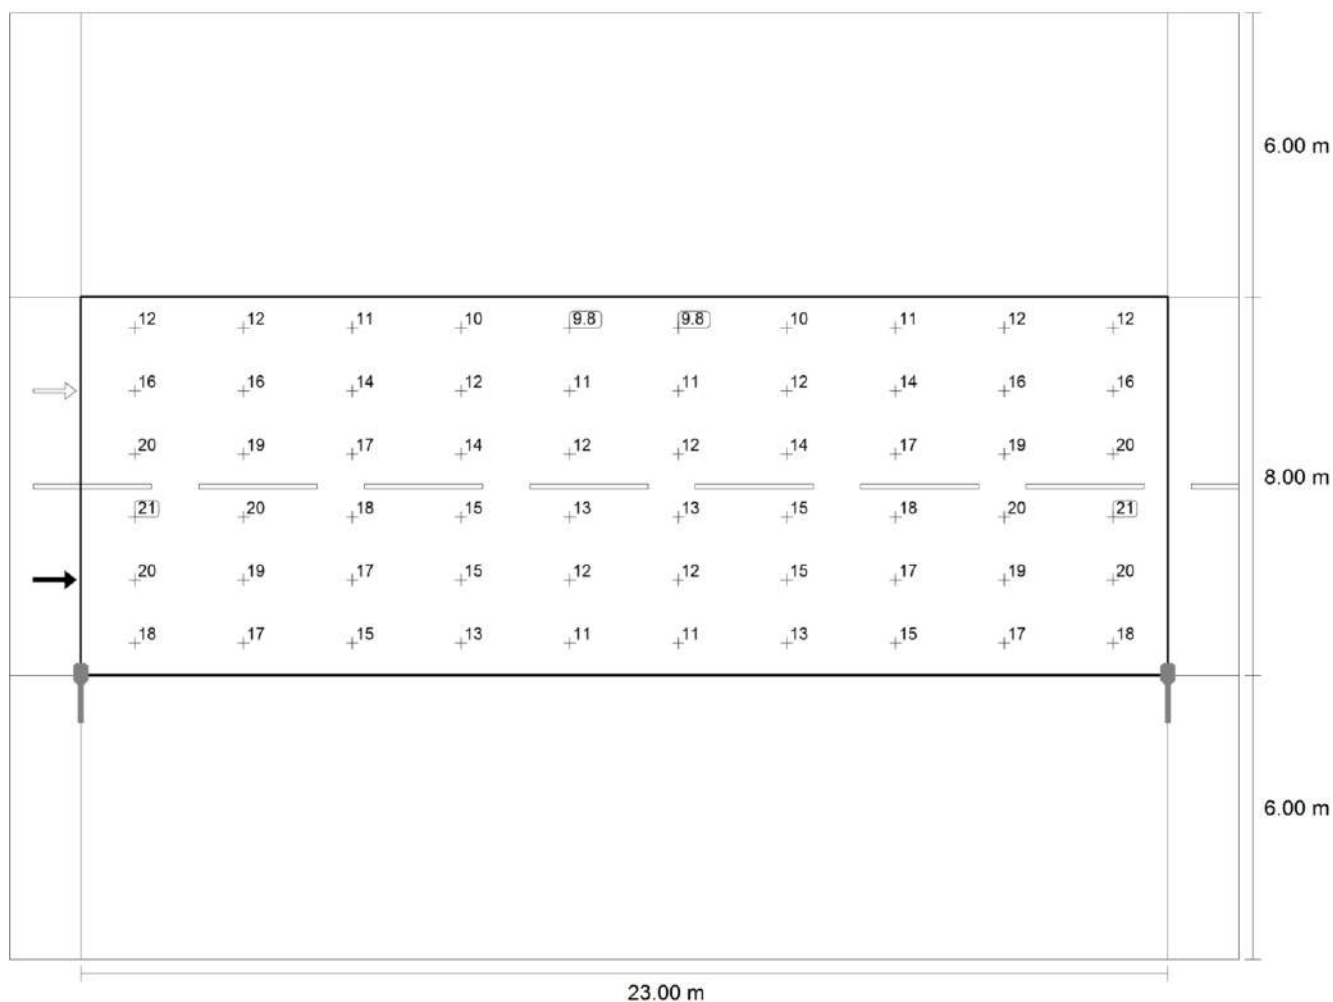 6.00 m
12 12 11 10 9.8 9.8 10 11 12 12
16 16 14 12 11 11 12 14 16 16
20 19 17 14 12 12 14 17 19 20
8.00 m
21 20 18 15 13 13 15 18 20 21
20 19 17 15 12 12 15 17 19 20
18 17 15 13 11 11 13 15 17 18
6.00 m
23.00 m